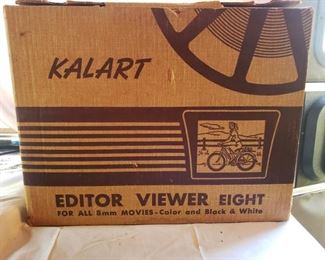 KALART
EDITOR VIEWER EIGHT
FOR ALL 8mm MOVIES-Color and Black & White